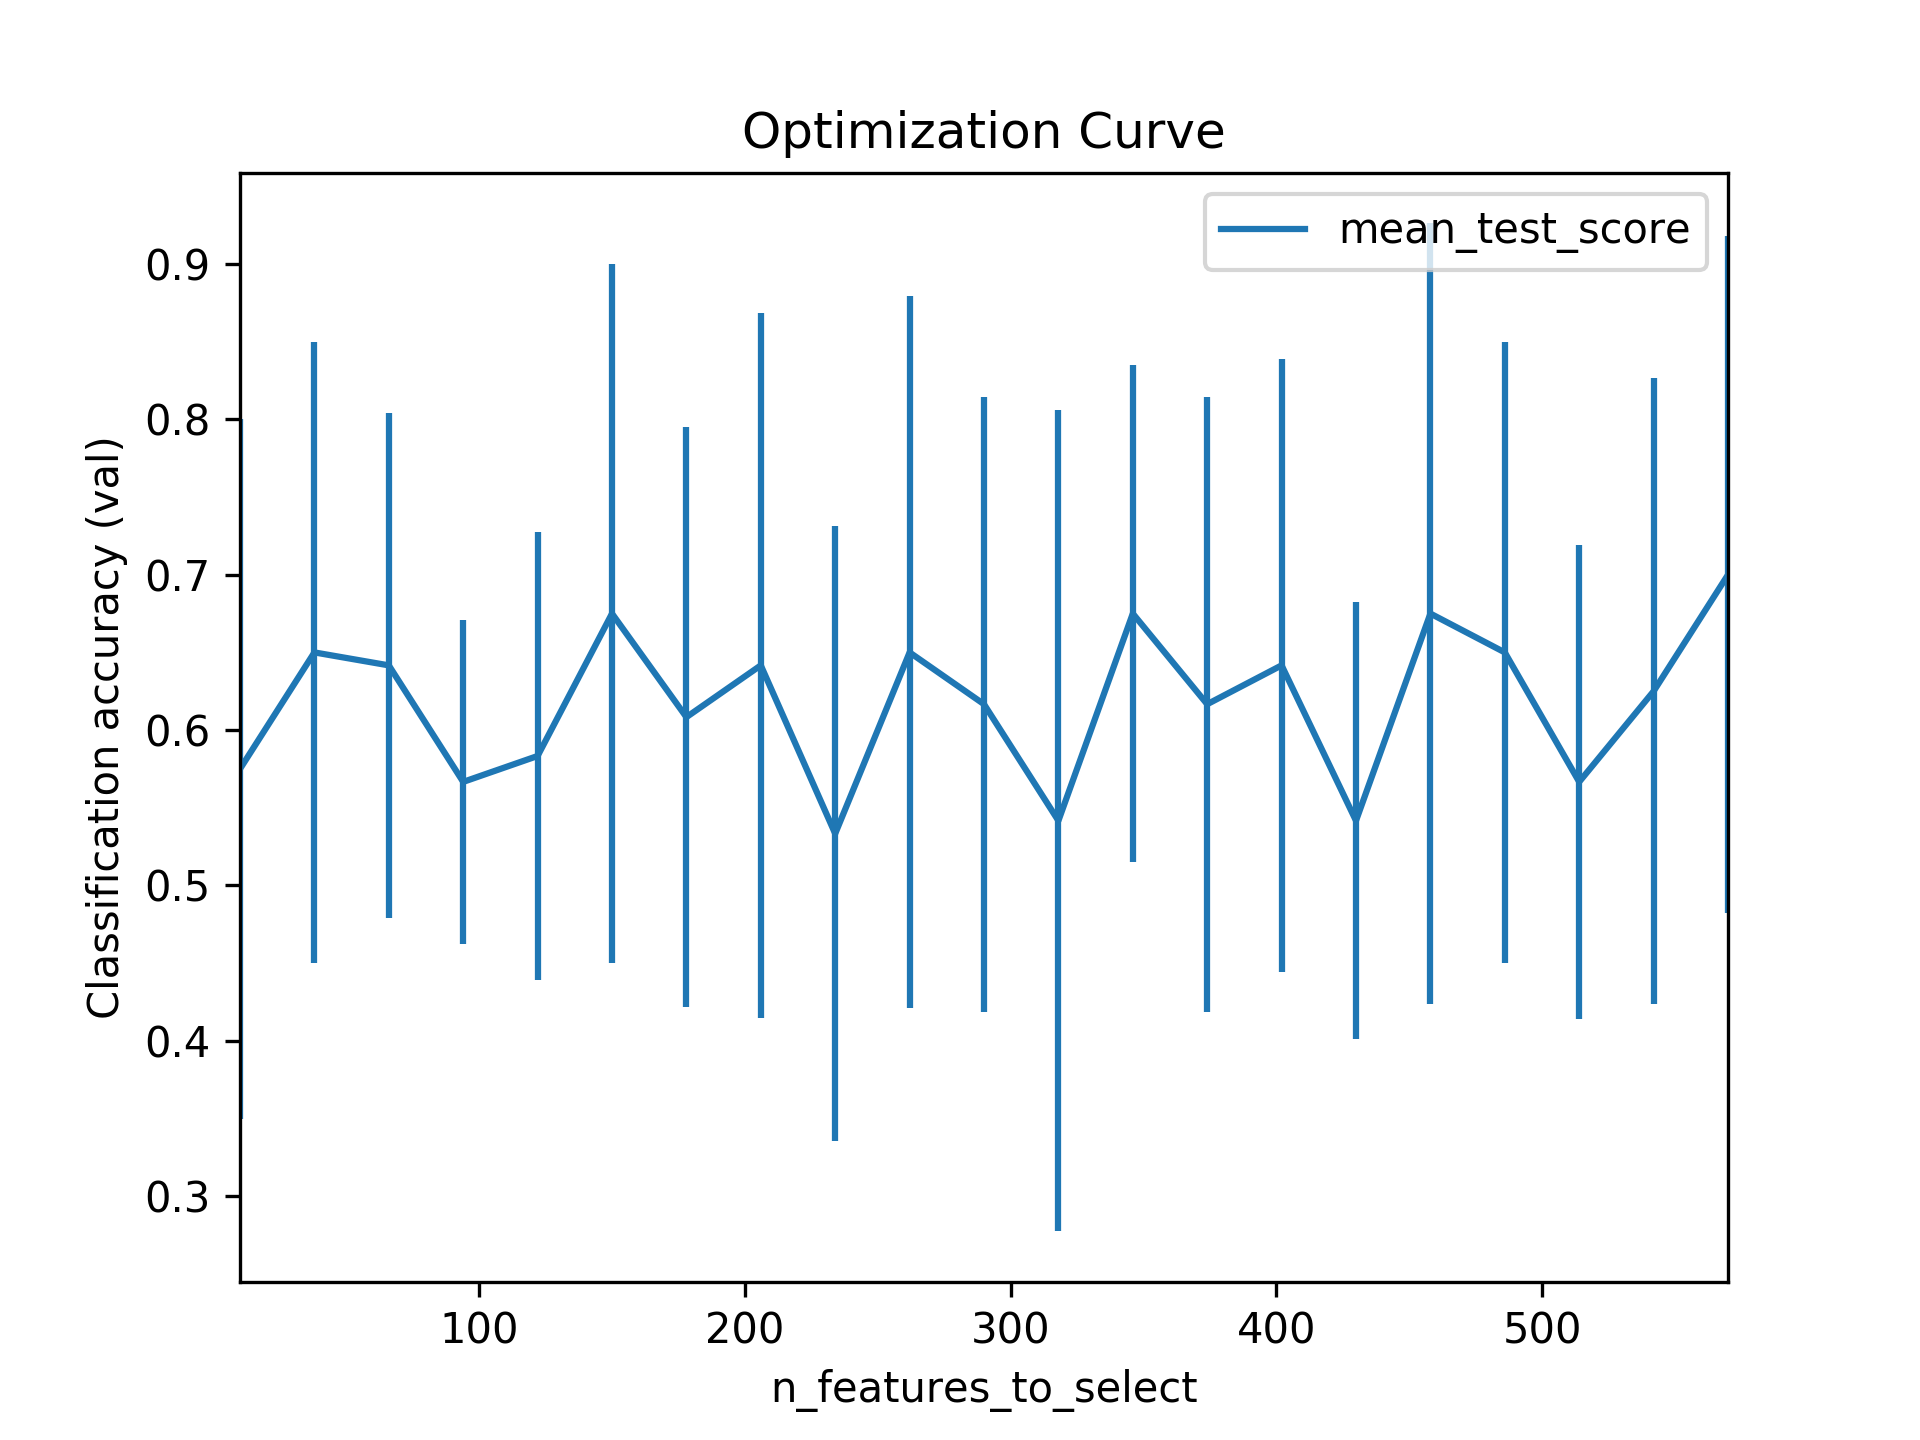 Optimization Curve
mean_test_score
Classification accuracy (val)
0.9
0.8
0.7
0.6
0.5
0.4
0.3
100 200 300 400 500
n_features_to_select